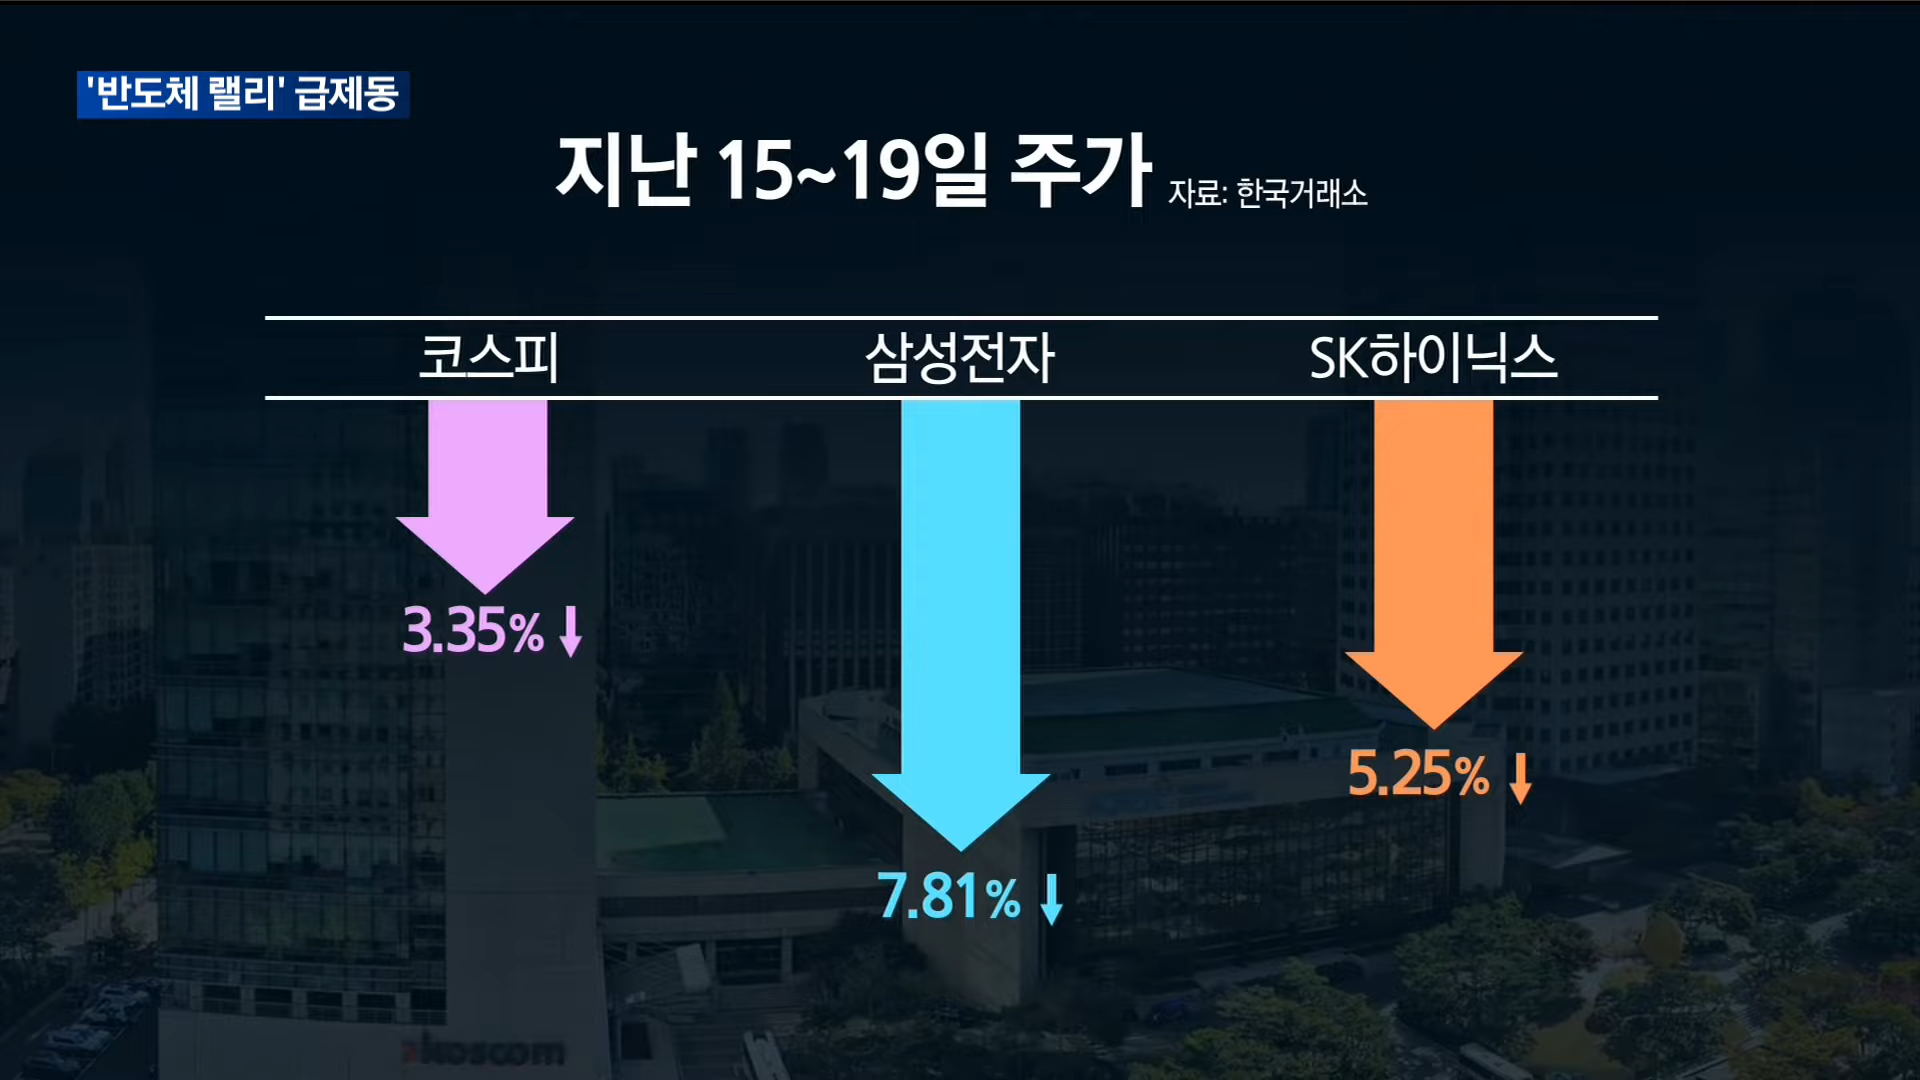 '반도체 랠리' 급제동
지난 15~19일 주가 자료: 한국거래소
코스피 삼성전자 SK하이닉스
3.35%↓
5.25%↓
7.81%↓
koscom